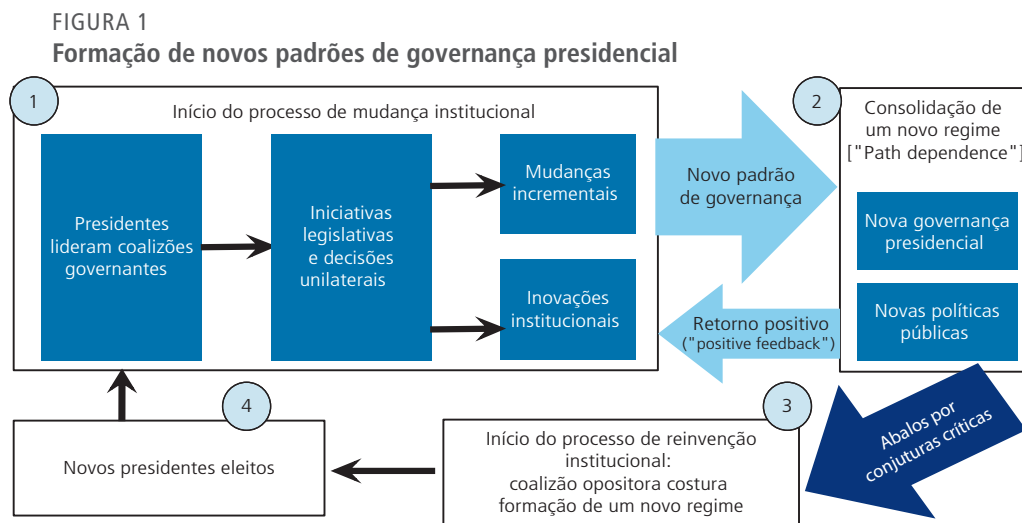 FIGURA 1
Formação de novos padrões de governança presidencial
1
Início do processo de mudança institucional
Presidentes
lideram coalizões
governantes
Iniciativas
legislativas
e decisões
unilaterais
Mudanças
incrementais
Inovações
institucionais
Novo padrão
de governança
Retorno positivo
("positive feedback")
2
Consolidação de
um novo regime
["Path dependence"]
Nova governança
presidencial
Novas políticas
públicas
Abalos por
conjuturas críticas
3
Início do processo de reinvenção
institucional:
coalizão opositora costura
formação de um novo regime
4
Novos presidentes eleitos